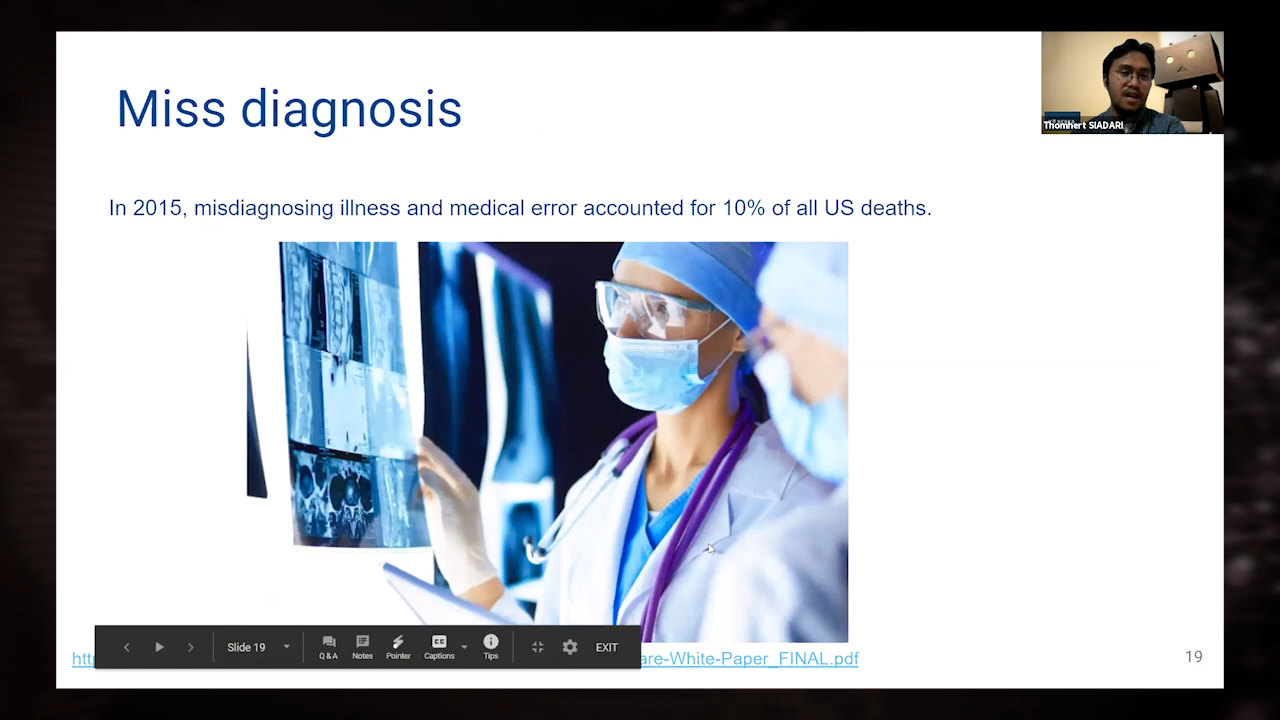 Miss diagnosis
Thomhert SIADARI
In 2015, misdiagnosing illness and medical error accounted for 10% of all US deaths.
Slide 19
Q & A
Notes
Pointer
Captions
Tips
EXIT
htt
are-White-Paper_FINAL.pdf
19